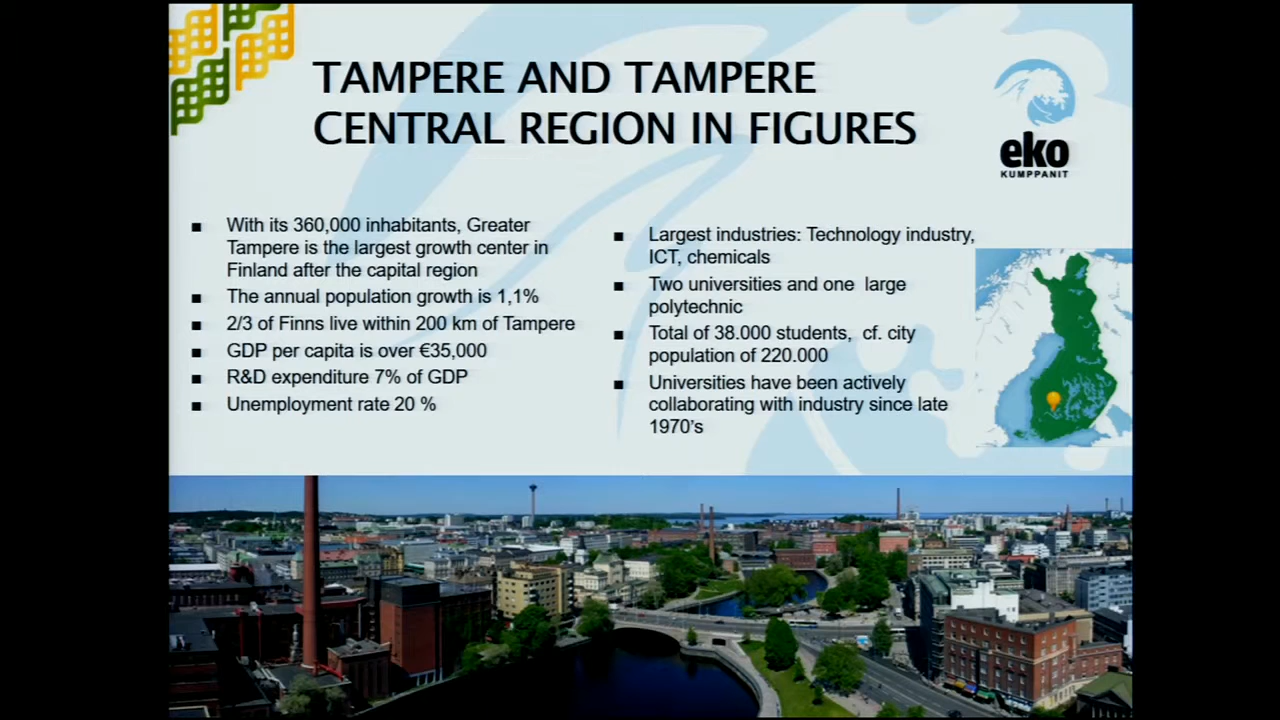 TAMPERE AND TAMPERE
CENTRAL REGION IN FIGURES
eko
KUMPPANIT
■ With its 360,000 inhabitants, Greater
Tampere is the largest growth center in
Finland after the capital region
■ The annual population growth is 1,1%
■ 2/3 of Finns live within 200 km of Tampere
■ GDP per capita is over €35,000
■ R&D expenditure 7% of GDP
■ Unemployment rate 20 %
■ Largest industries: Technology industry,
ICT, chemicals
■ Two universities and one large
polytechnic
■ Total of 38.000 students, cf. city
population of 220.000
■ Universities have been actively
collaborating with industry since late
1970's